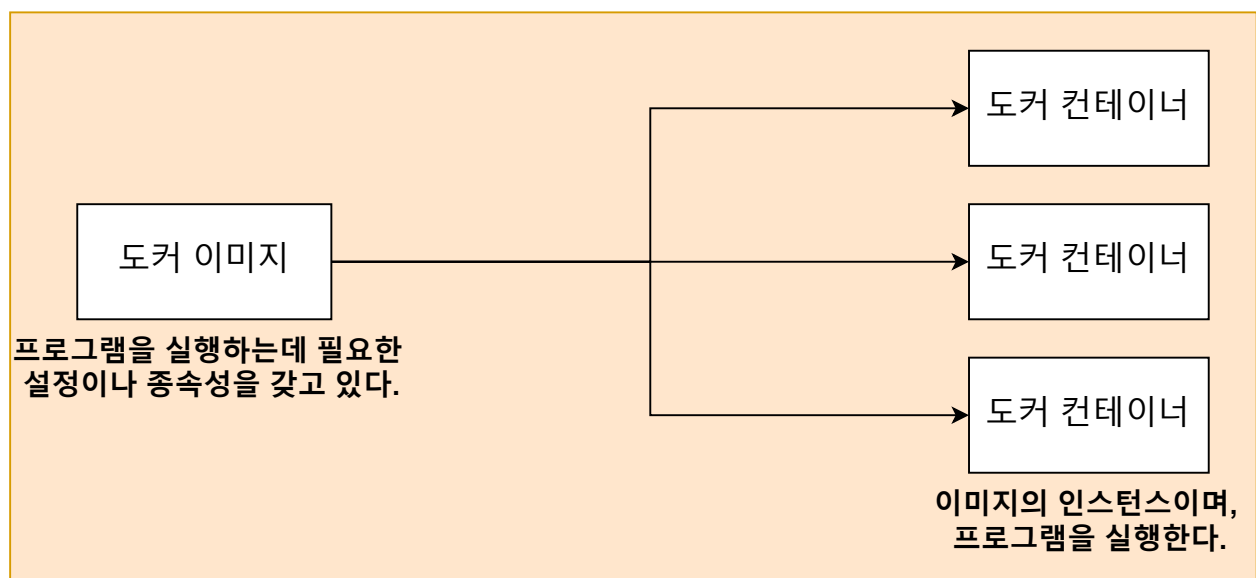 도커 컨테이너
도커 이미지
도커 컨테이너
프로그램을 실행하는데 필요한
설정이나 종속성을 갖고 있다.
도커 컨테이너
이미지의 인스턴스이며,
프로그램을 실행한다.